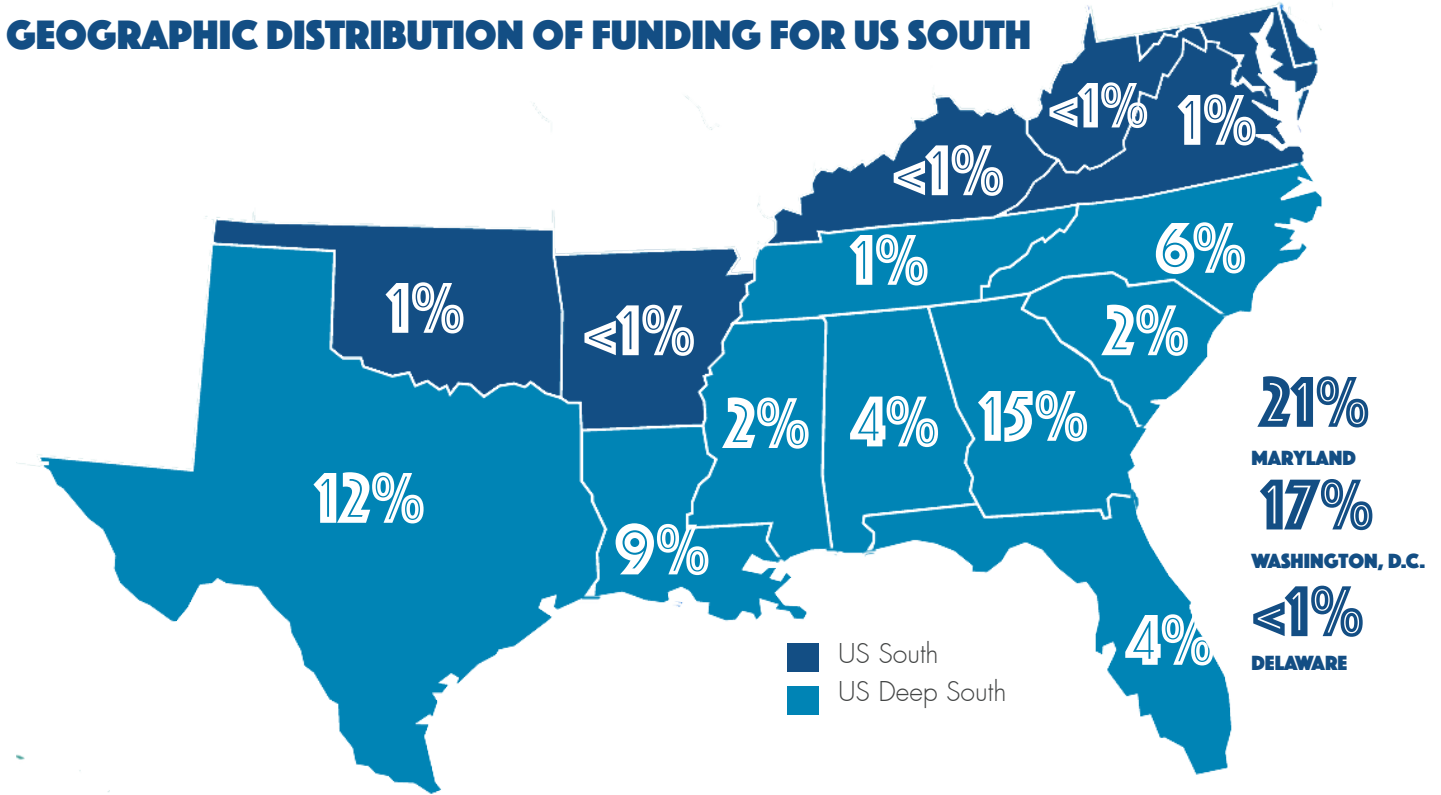 GEOGRAPHIC DISTRIBUTION OF FUNDING FOR US SOUTH
<1%
1%
<1%
1%
6%
1%
<1%
2%
2%
4%
15%
12%
9%
4%
21%
MARYLAND
17%
WASHINGTON, D.C.
<1%
DELAWARE
US South
US Deep South